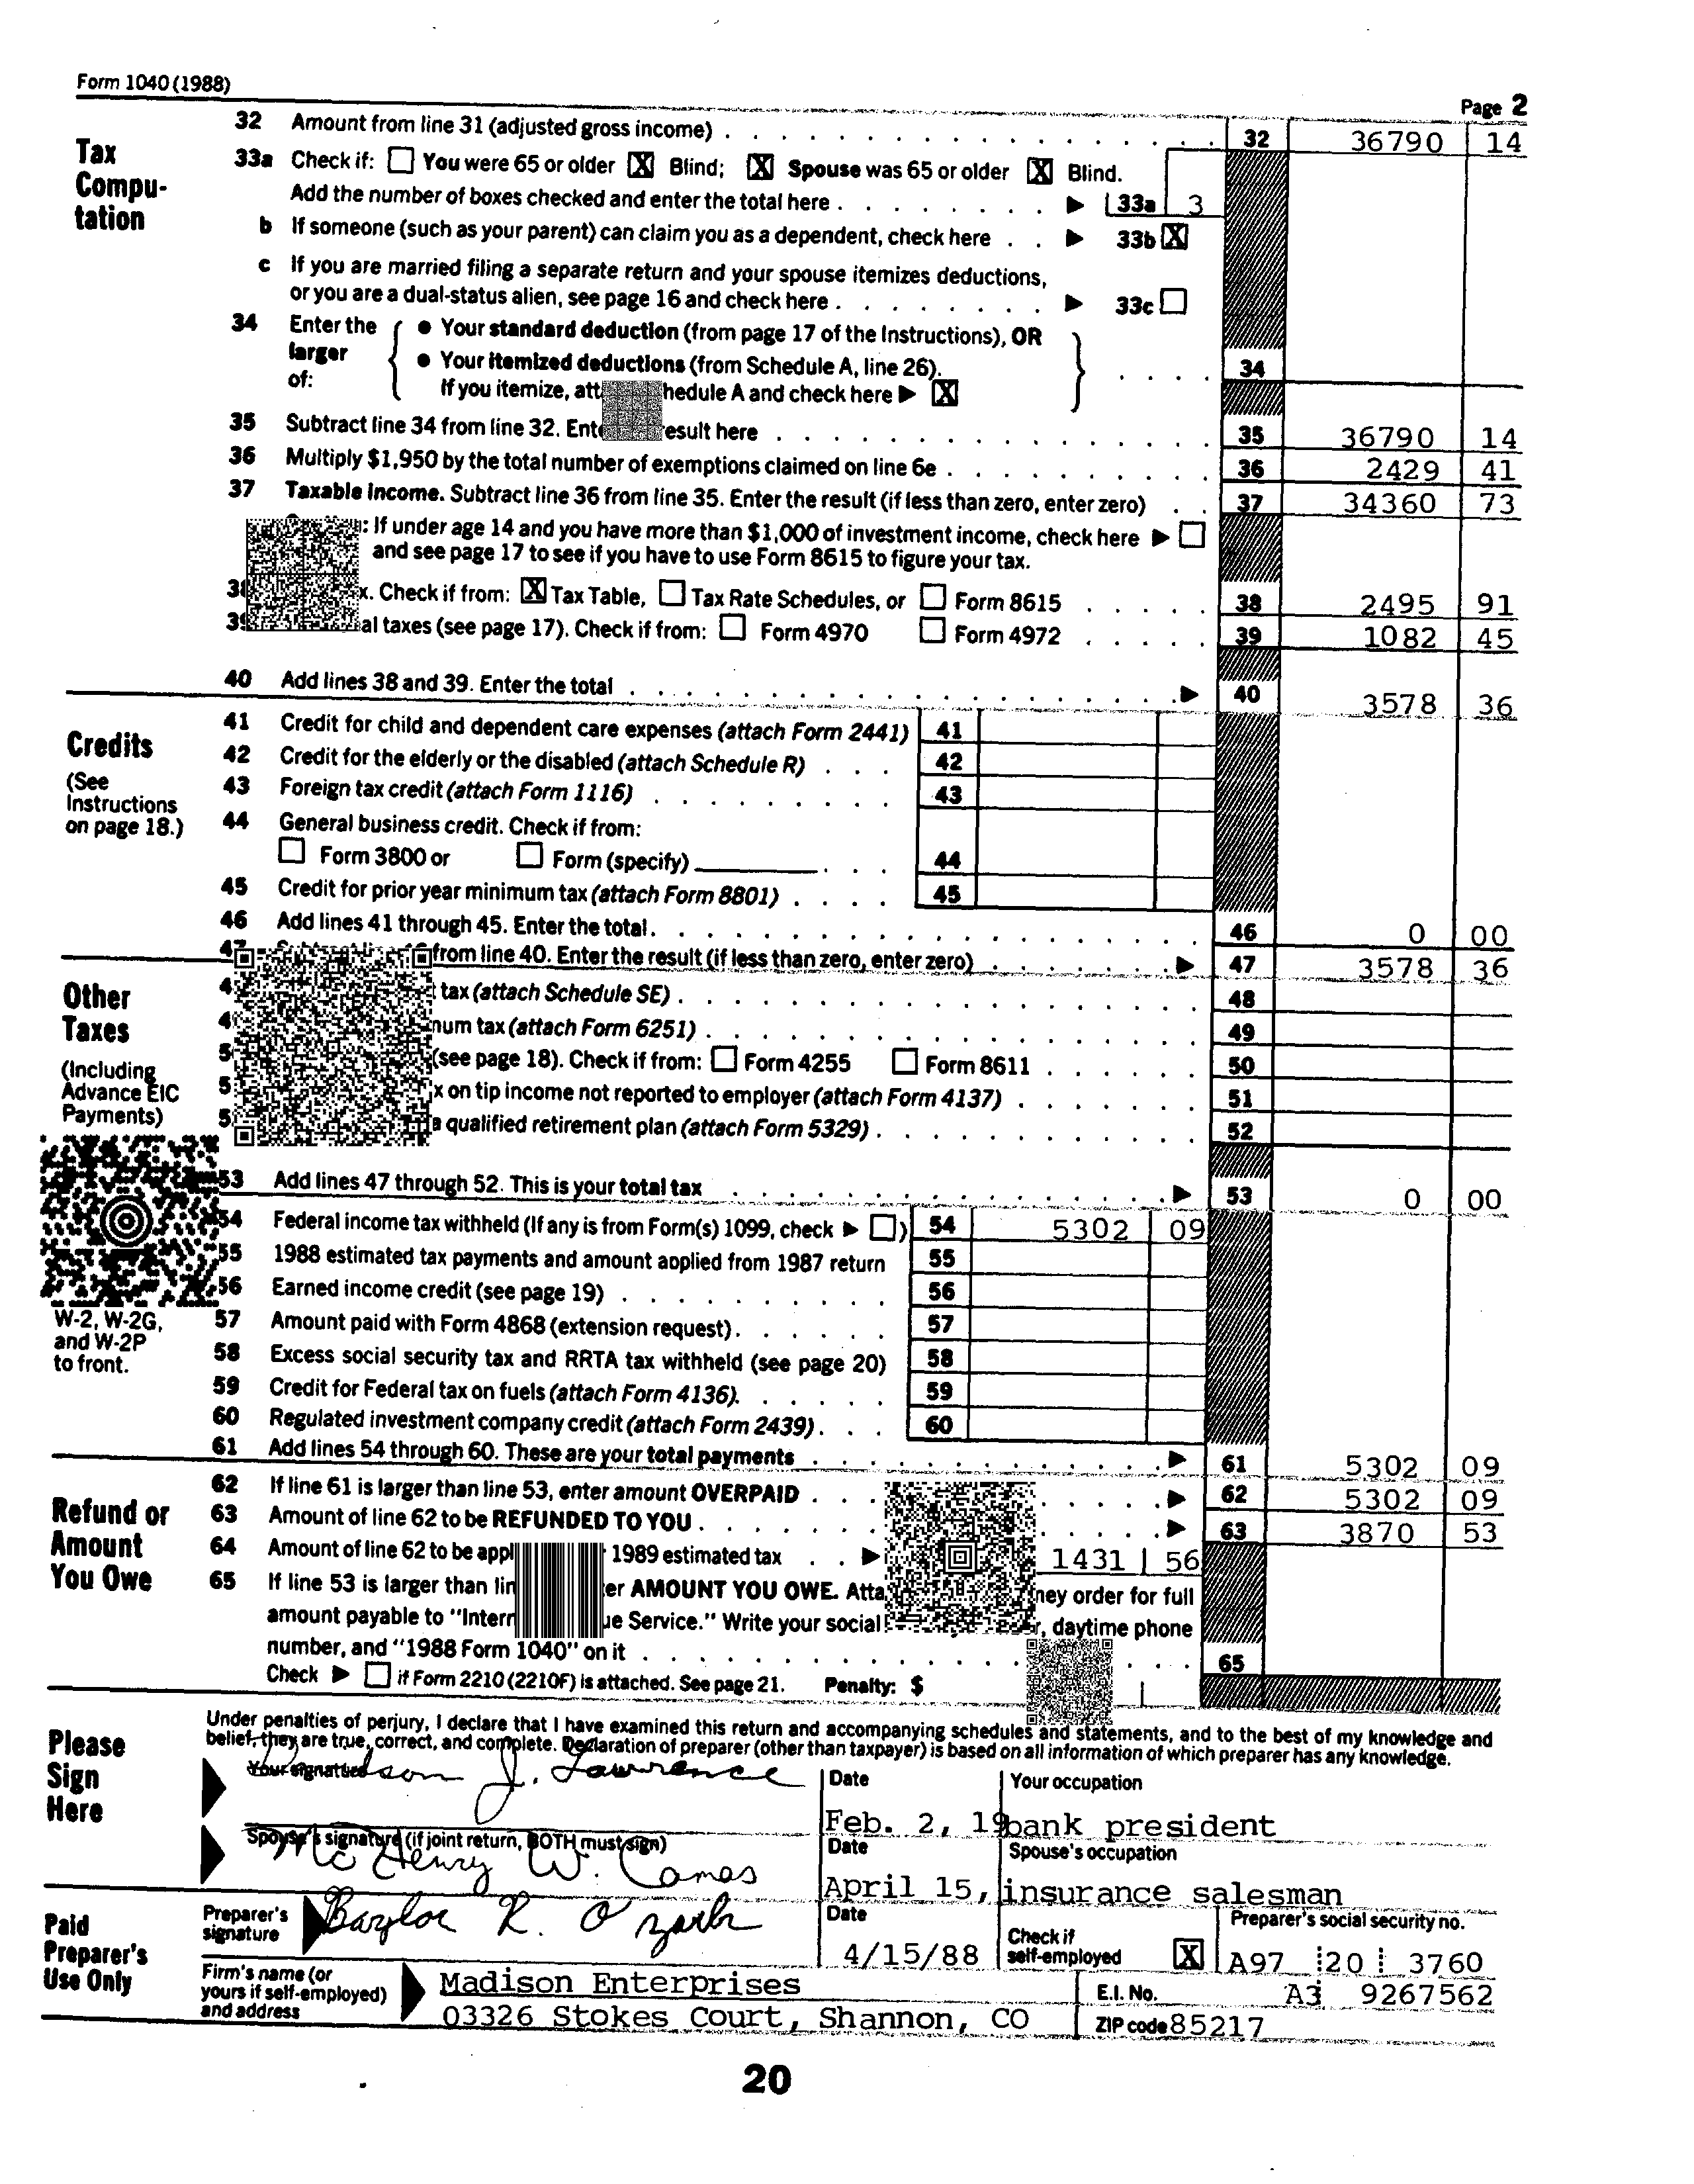 Form 1040 (1988)
Page 2
Tax Compu-tation
32 Amount from line 31 (adjusted gross income) . . . 32 36790 14
33a Check if: ☐ You were 65 or older ☒ Blind; ☒ Spouse was 65 or older ☒ Blind.
Add the number of boxes checked and enter the total here . . . ▶ 33a 3
b If someone (such as your parent) can claim you as a dependent, check here . . ▶ 33b ☒
c If you are married filing a separate return and your spouse itemizes deductions,
or you are a dual-status alien, see page 16 and check here . . . ▶ 33c ☐
34 Enter the larger of:
● Your standard deduction (from page 17 of the Instructions), OR
● Your itemized deductions (from Schedule A, line 26).
If you itemize, att hedule A and check here ▶ ☒ 34
35 Subtract line 34 from line 32. Ent esult here . . . 35 36790 14
36 Multiply $1,950 by the total number of exemptions claimed on line 6e . . . 36 2429 41
37 Taxable Income. Subtract line 36 from line 35. Enter the result (if less than zero, enter zero) . . 37 34360 73
: If under age 14 and you have more than $1,000 of investment income, check here ▶ ☐
and see page 17 to see if you have to use Form 8615 to figure your tax.
x. Check if from: ☒ Tax Table, ☐ Tax Rate Schedules, or ☐ Form 8615 . . . 38 2495 91
al taxes (see page 17). Check if from: ☐ Form 4970 ☐ Form 4972 . . . 39 1082 45
40 Add lines 38 and 39. Enter the total . . . ▶ 40 3578 36
Credits
(See Instructions on page 18.)
41 Credit for child and dependent care expenses (attach Form 2441) 41
42 Credit for the elderly or the disabled (attach Schedule R) . . . 42
43 Foreign tax credit (attach Form 1116) . . . 43
44 General business credit. Check if from:
☐ Form 3800 or ☐ Form (specify) . . . 44
45 Credit for prior year minimum tax (attach Form 8801) . . . 45
46 Add lines 41 through 45. Enter the total. . . . 46 0 00
from line 40. Enter the result (if less than zero, enter zero) . . . ▶ 47 3578 36
Other Taxes
(Including Advance EIC Payments)
tax (attach Schedule SE) . . . 48
num tax (attach Form 6251) . . . 49
(see page 18). Check if from: ☐ Form 4255 ☐ Form 8611 . . . 50
x on tip income not reported to employer (attach Form 4137) . . . 51
a qualified retirement plan (attach Form 5329) . . . 52
53 Add lines 47 through 52. This is your total tax . . . ▶ 53 0 00
54 Federal income tax withheld (If any is from Form(s) 1099, check ▶ ☐) 54 5302 09
55 1988 estimated tax payments and amount applied from 1987 return 55
56 Earned income credit (see page 19) . . . 56
W-2, W-2G, and W-2P to front.
57 Amount paid with Form 4868 (extension request). . . . 57
58 Excess social security tax and RRTA tax withheld (see page 20) 58
59 Credit for Federal tax on fuels (attach Form 4136). . . . 59
60 Regulated investment company credit (attach Form 2439) . . . 60
61 Add lines 54 through 60. These are your total payments . . . ▶ 61 5302 09
Refund or Amount You Owe
62 If line 61 is larger than line 53, enter amount OVERPAID . . . ▶ 62 5302 09
63 Amount of line 62 to be REFUNDED TO YOU . . . ▶ 63 3870 53
64 Amount of line 62 to be appl 1989 estimated tax . . ▶ 1431 56
65 If line 53 is larger than lin er AMOUNT YOU OWE. Atta ney order for full
amount payable to "Intern ue Service." Write your social r, daytime phone
number, and "1988 Form 1040" on it . . . 65
Check ▶ ☐ if Form 2210 (2210F) is attached. See page 21. Penalty: $
Please Sign Here
Under penalties of perjury, I declare that I have examined this return and accompanying schedules and statements, and to the best of my knowledge and
belief, they are true, correct, and complete. Declaration of preparer (other than taxpayer) is based on all information of which preparer has any knowledge.
Your signature J. Lawrence
Date Feb. 2, 19
Your occupation bank president
Spouse's signature (if joint return, BOTH must sign) McHenry W. Camas
Date April 15,
Spouse's occupation insurance salesman
Paid Preparer's Use Only
Preparer's signature Baylor R. Ozark
Date 4/15/88
Check if self-employed ☒
Preparer's social security no. A97 20 3760
Firm's name (or yours if self-employed) and address
Madison Enterprises
03326 Stokes Court, Shannon, CO
E.I. No. A3 9267562
ZIP code 85217
20